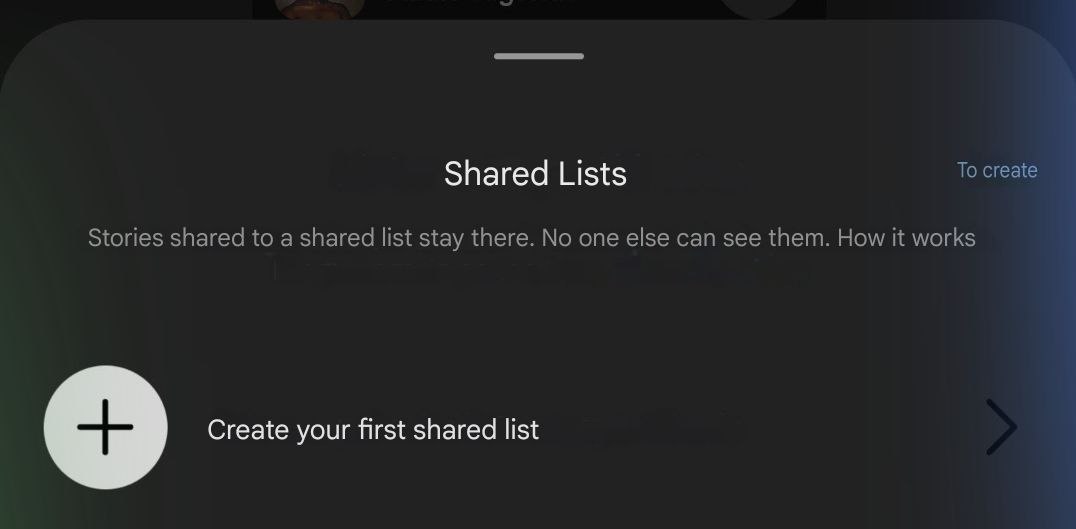 Shared Lists
To create
Stories shared to a shared list stay there. No one else can see them. How it works
Create your first shared list